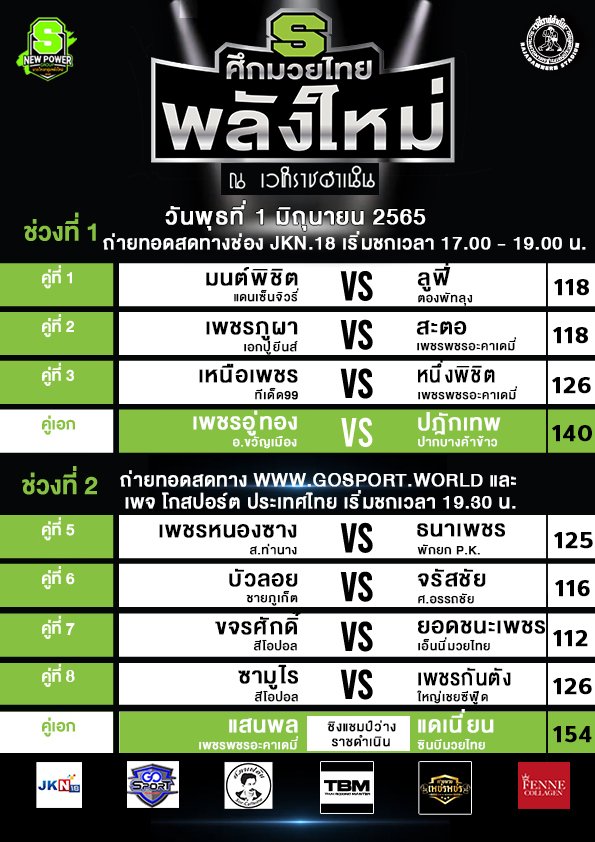 S
NEW POWER
GROUP
S
RAJADAMNERN STADIUM
ศึกมวยไทย
พลังใหม่
ณ เวทีราชดำเนิน
ช่วงที่ 1
วันพุธที่ 1 มิถุนายน 2565
ถ่ายทอดสดทางช่อง JKN.18 เริ่มชกเวลา 17.00 - 19.00 น.
คู่ที่ 1 มนต์พิชิต VS ลูฟี่ 118
แดนเซ็นจิวรี่ ตองพัทลุง
คู่ที่ 2 เพชรภูผา VS สะตอ 118
เอกปู่ยีนส์ เพชรพชรอะคาเดมี่
คู่ที่ 3 เหนือเพชร VS หนึ่งพิชิต 126
ทีเด็ด99 เพชรพชรอะคาเดมี่
คู่เอก เพชรอู่ทอง VS ปฎักเทพ 140
อ.ขวัญเมือง ปากบางค้าข้าว
ช่วงที่ 2
ถ่ายทอดสดทาง WWW.GOSPORT.WORLD และ
เพจ โกสปอร์ต ประเทศไทย เริ่มชกเวลา 19.30 น.
คู่ที่ 5 เพชรหนองซาง VS ธนาเพชร 125
ส.ท่านาง พักยก P.K.
คู่ที่ 6 บัวลอย VS จรัสชัย 116
ชายภูเก็ต ศ.อรรถชัย
คู่ที่ 7 ขจรศักดิ์ VS ยอดชนะเพชร 112
สีโอปอล เอ็นนี่มวยไทย
คู่ที่ 8 ซามูไร VS เพชรกันตัง 126
สีโอปอล ใหญ่เชยซีฟู้ด
คู่เอก แสนพล ชิงแชมป์ว่าง แดเนี่ยน 154
เพชรพชรอะคาเดมี่ ราชดำเนิน ซินบีมวยไทย
JKN18
GO
SPORT
TBM
THAI BOXING MASTER
เพชรพชร
FENNE
COLLAGEN